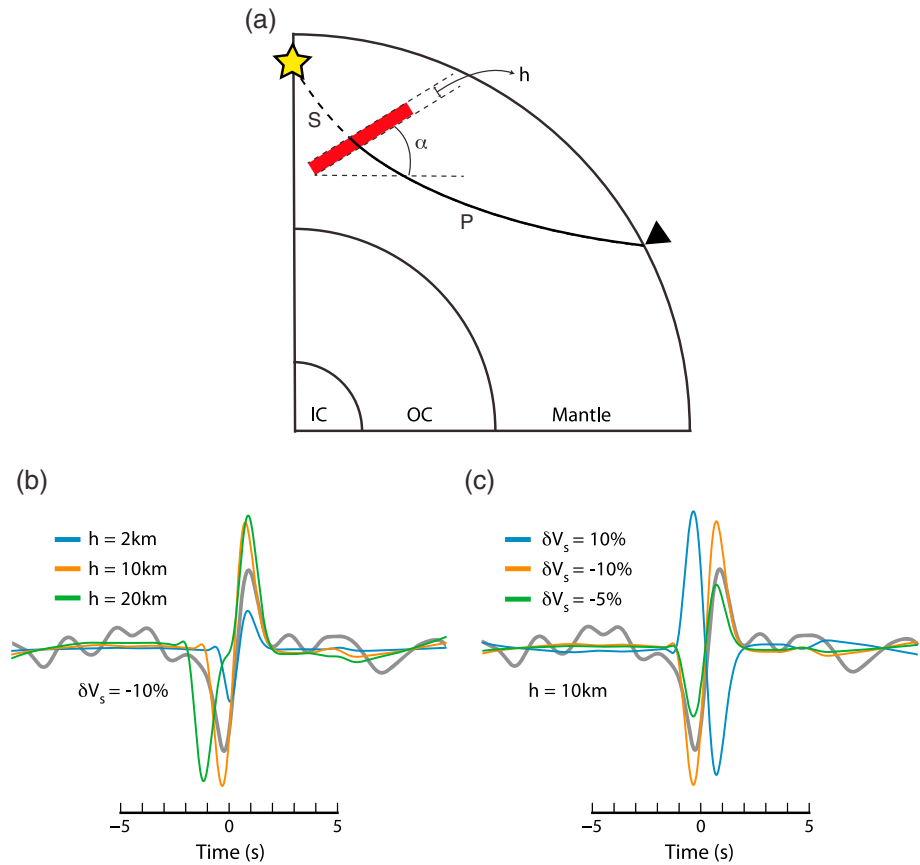 (a)
h
S
α
P
IC OC Mantle
(b)
h = 2km
h = 10km
h = 20km
δVs = -10%
−5 0 5
Time (s)
(c)
δVs = 10%
δVs = -10%
δVs = -5%
h = 10km
−5 0 5
Time (s)